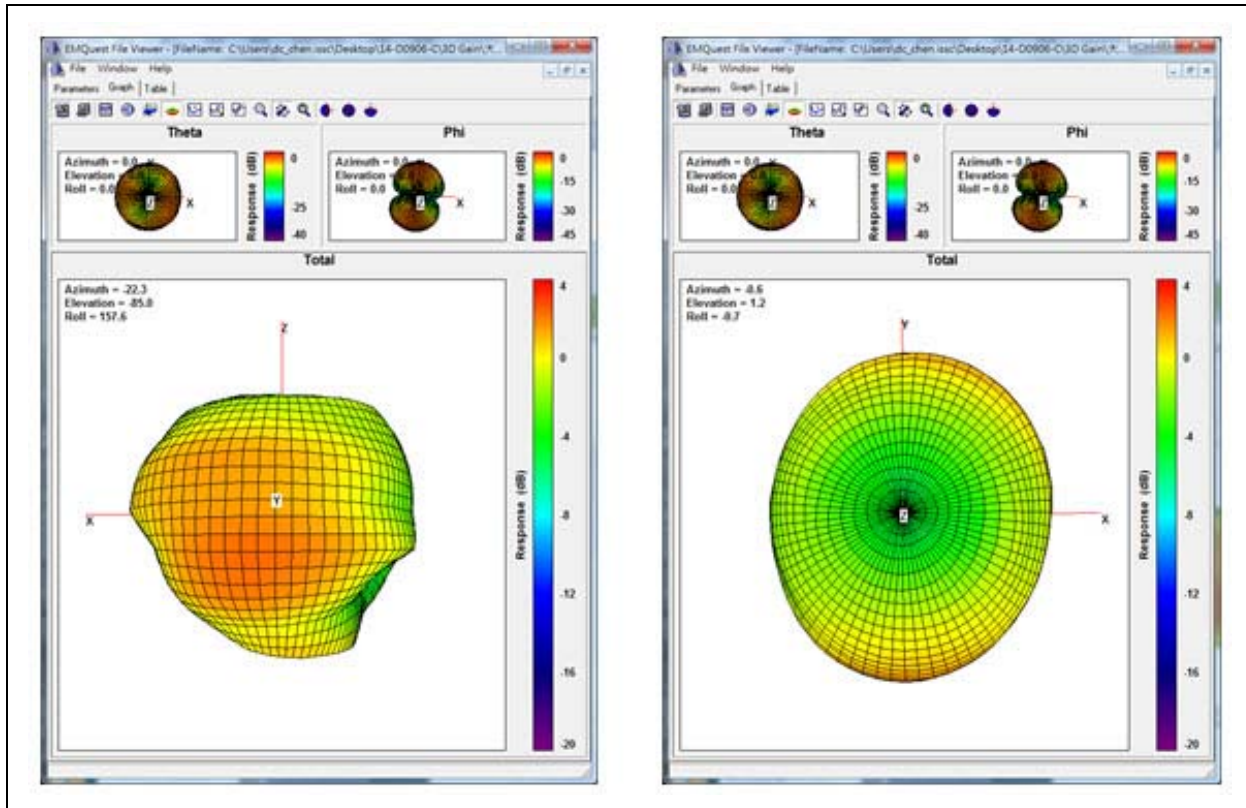 EMQuest File Viewer - [FileName: C:\Users\dc_chen.issc\Desktop\14-O0906-C\3D Gain\
File Window Help
Parameters Graph Table
Theta
Azimuth = 0.0
Elevation =
Roll = 0.0
Z
X
Response (dB)
0
-25
-40
Phi
Azimuth = 0.0
Elevation =
Roll = 0.0
Z
X
Response (dB)
0
-15
-30
-45
Total
Azimuth = -22.3
Elevation = -85.0
Roll = 157.6
Z
Y
X
Response (dB)
4
0
-4
-8
-12
-16
-20
EMQuest File Viewer - [FileName: C:\Users\dc_chen.issc\Desktop\14-O0906-C\3D Gain\
File Window Help
Parameters Graph Table
Theta
Azimuth = 0.0
Elevation =
Roll = 0.0
Z
X
Response (dB)
0
-25
-40
Phi
Azimuth = 0.0
Elevation =
Roll = 0.0
Z
X
Response (dB)
0
-15
-30
-45
Total
Azimuth = -0.6
Elevation = 1.2
Roll = -0.7
Y
Z
X
Response (dB)
4
0
-4
-8
-12
-16
-20